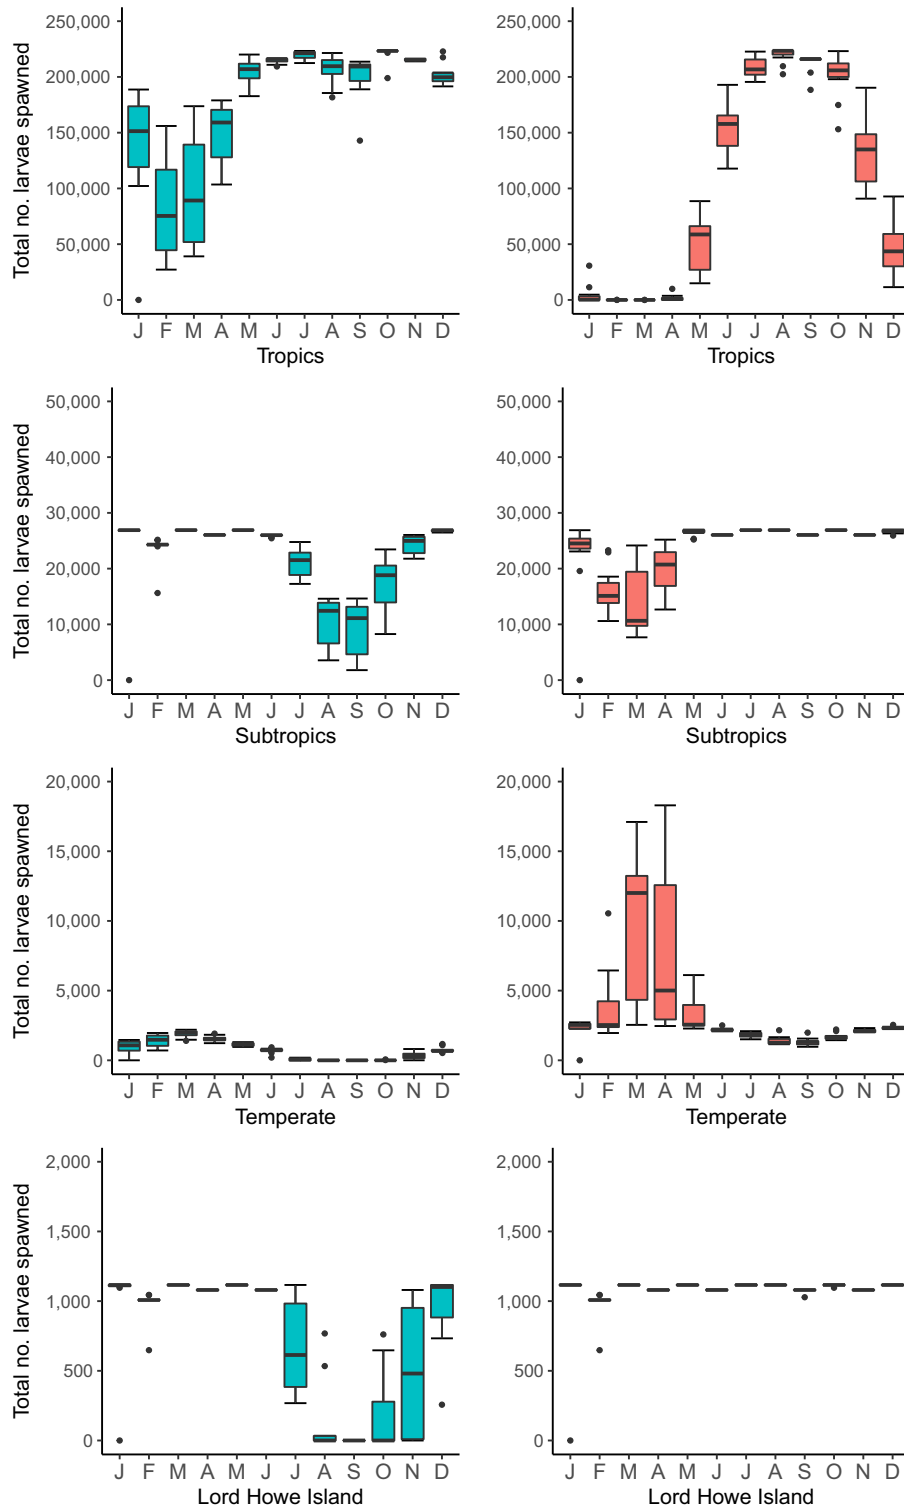 Total no. larvae spawned
250,000
200,000
150,000
100,000
50,000
0
J F M A M J J A S O N D
Tropics
250,000
200,000
150,000
100,000
50,000
0
J F M A M J J A S O N D
Tropics
Total no. larvae spawned
50,000
40,000
30,000
20,000
10,000
0
J F M A M J J A S O N D
Subtropics
50,000
40,000
30,000
20,000
10,000
0
J F M A M J J A S O N D
Subtropics
Total no. larvae spawned
20,000
15,000
10,000
5,000
0
J F M A M J J A S O N D
Temperate
20,000
15,000
10,000
5,000
0
J F M A M J J A S O N D
Temperate
Total no. larvae spawned
2,000
1,500
1,000
500
0
J F M A M J J A S O N D
Lord Howe Island
2,000
1,500
1,000
500
0
J F M A M J J A S O N D
Lord Howe Island